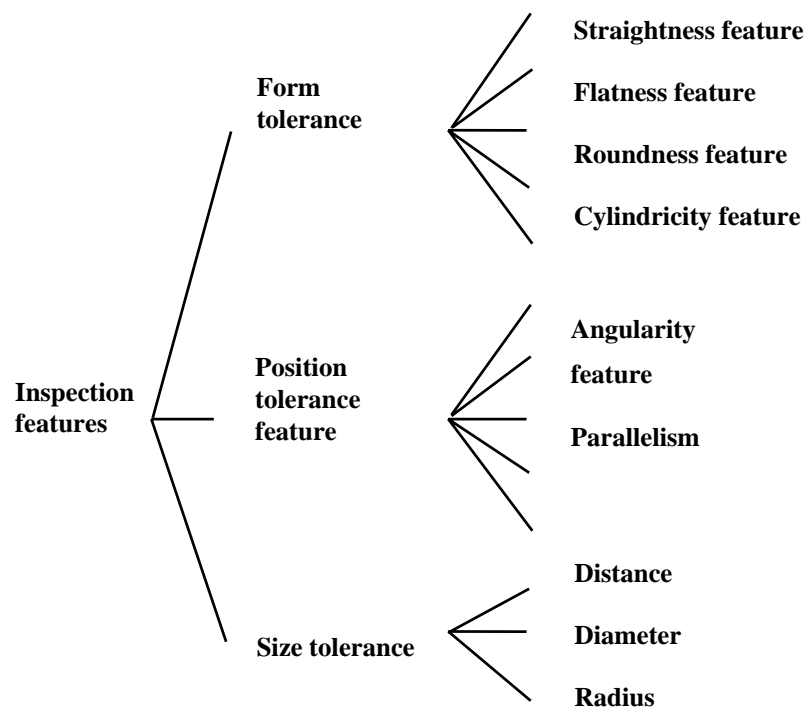 Inspection
features
Form
tolerance
Straightness feature
Flatness feature
Roundness feature
Cylindricity feature
Position
tolerance
feature
Angularity
feature
Parallelism
Size tolerance
Distance
Diameter
Radius